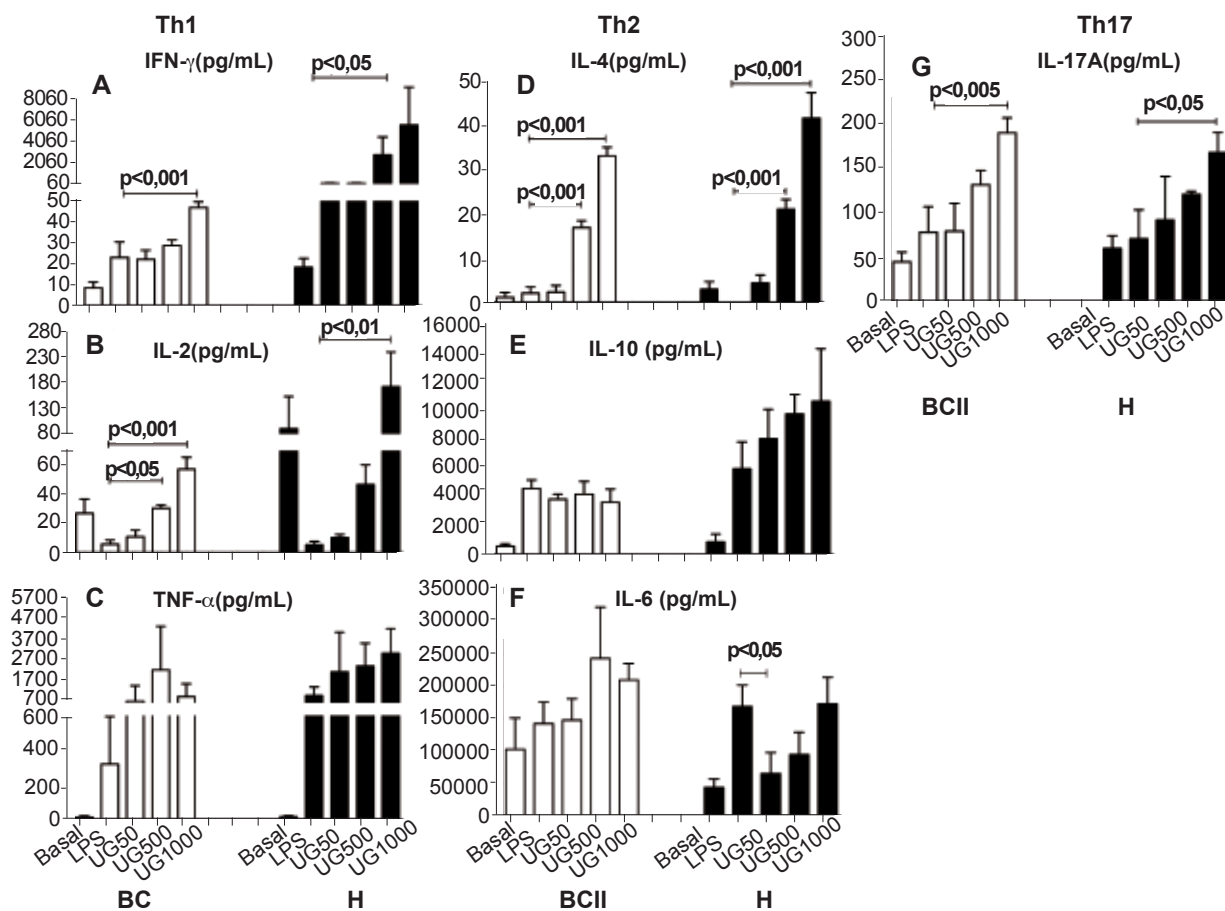 Th1
Th2
Th17
A
IFN-γ(pg/mL)
p<0,05
p<0,001
8060
6060
4060
2060
60
50
40
30
20
10
0
D
IL-4(pg/mL)
p<0,001
p<0,001
p<0,001
p<0,001
50
40
30
20
10
0
G
IL-17A(pg/mL)
p<0,005
p<0,05
300
250
200
150
100
50
0
Basal
LPS
UG50
UG500
UG1000
Basal
LPS
UG50
UG500
UG1000
BCII
H
B
IL-2(pg/mL)
p<0,01
p<0,001
p<0,05
280
230
180
130
80
60
40
20
0
E
IL-10 (pg/mL)
16000
14000
12000
10000
8000
6000
4000
2000
0
C
TNF-α(pg/mL)
5700
4700
3700
2700
1700
700
600
400
200
0
Basal
LPS
UG50
UG500
UG1000
Basal
LPS
UG50
UG500
UG1000
BC
H
F
IL-6 (pg/mL)
p<0,05
350000
300000
250000
200000
150000
100000
50000
0
Basal
LPS
UG50
UG500
UG1000
Basal
LPS
UG50
UG500
UG1000
BCII
H